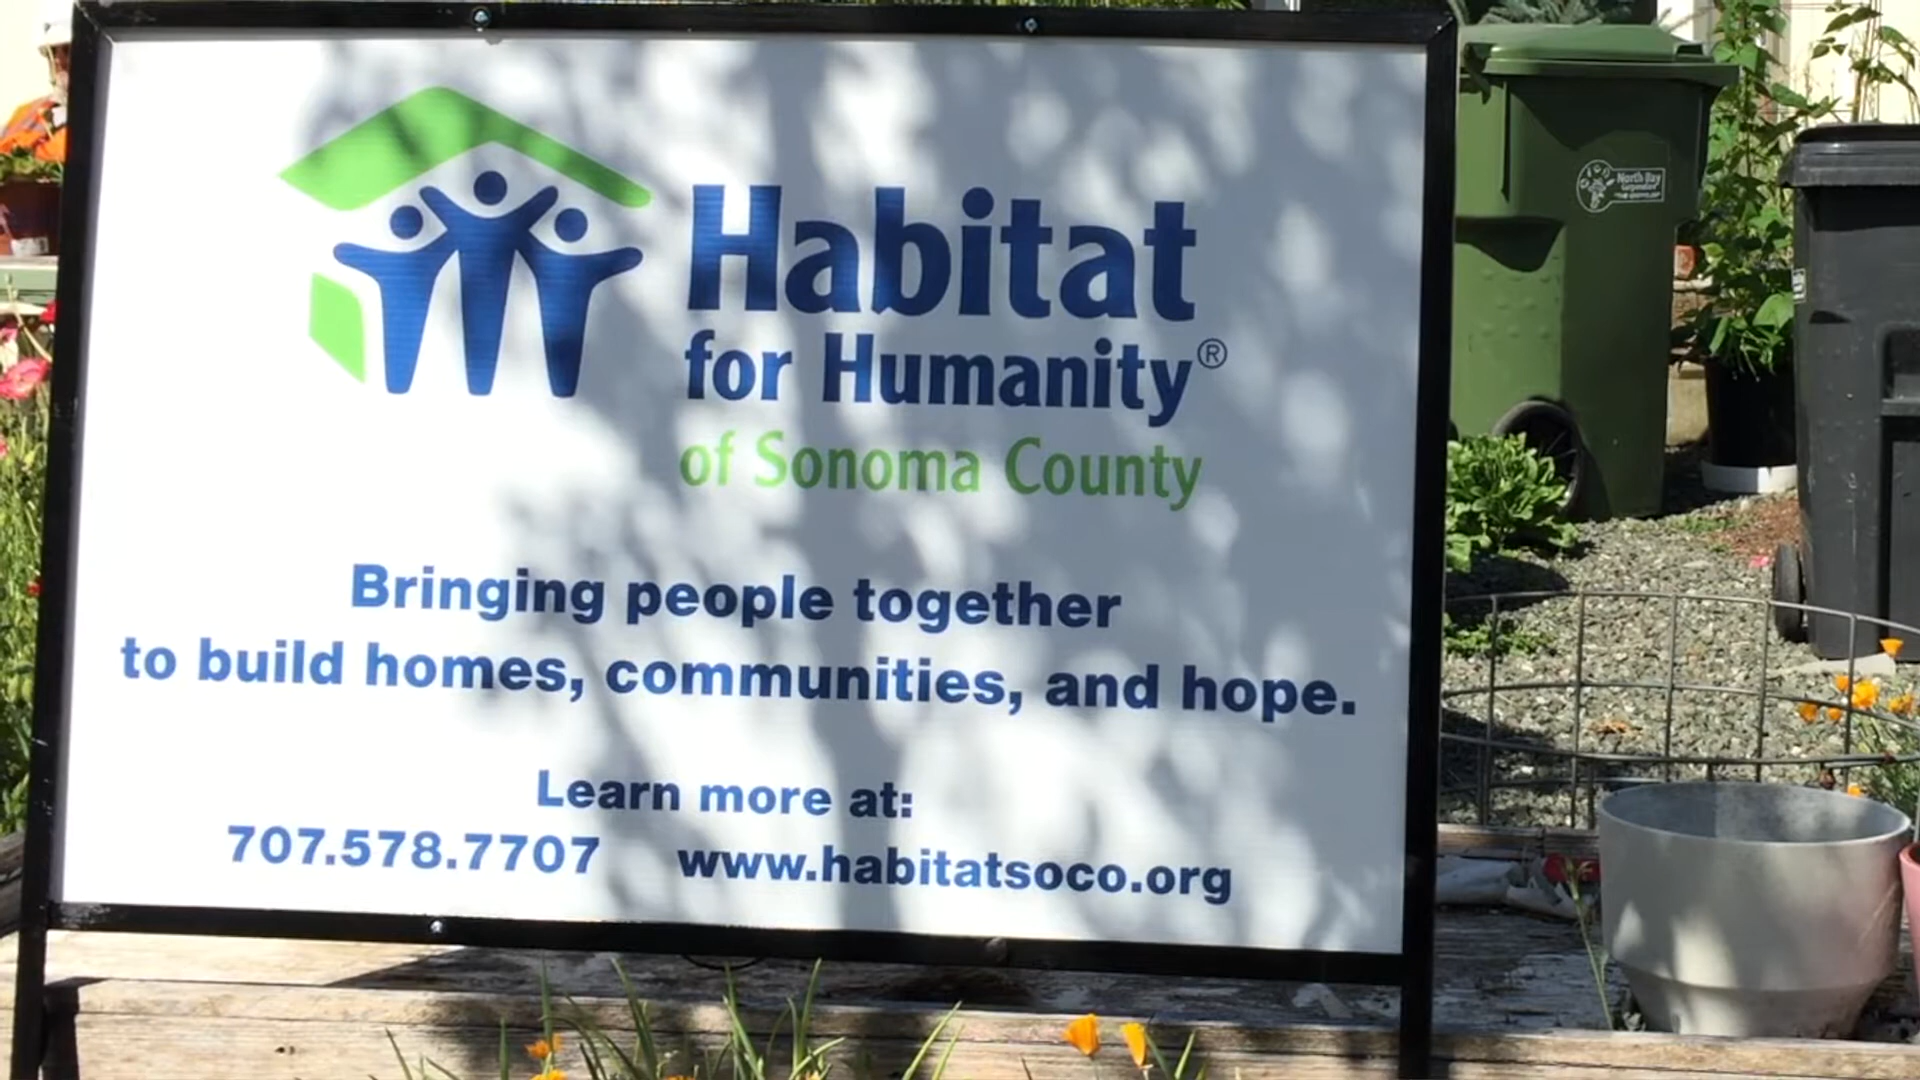 Habitat
for Humanity®
of Sonoma County
Bringing people together
to build homes, communities, and hope.
Learn more at:
707.578.7707 www.habitatsoco.org
North Bay